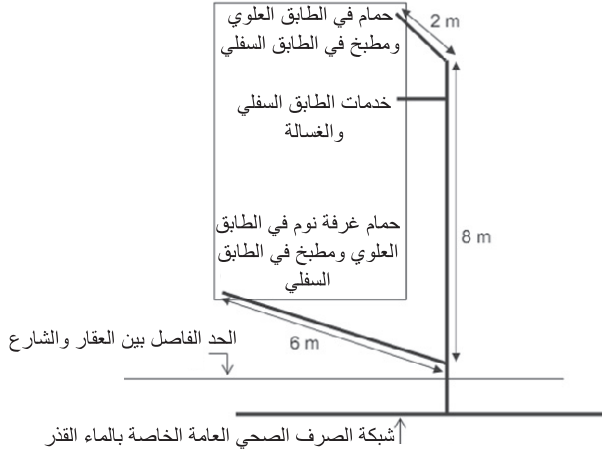 حمام في الطابق العلوي
ومطبخ في الطابق السفلي
2 m
خدمات الطابق السفلي
والغسالة
8 m
حمام غرفة نوم في الطابق
العلوي ومطبخ في الطابق
السفلي
6 m
الحد الفاصل بين العقار والشارع
شبكة الصرف الصحي العامة الخاصة بالماء القذر